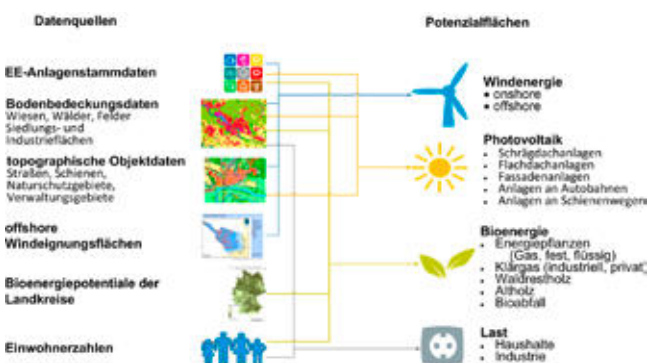 Datenquellen
EE-Anlagenstammdaten
Bodenbedeckungsdaten
Wiesen, Wälder, Felder
Siedlungs- und
Industrieflächen
topographische Objektdaten
Straßen, Schienen,
Naturschutzgebiete,
Verwaltungsgebiete
offshore
Windeignungsflächen
Bioenergiepotentiale der
Landkreise
Einwohnerzahlen
Potenzialflächen
Windenergie
• onshore
• offshore
Photovoltaik
• Schrägdachanlagen
• Flachdachanlagen
• Fassadenanlagen
• Anlagen an Autobahnen
• Anlagen an Schienenwegen
Bioenergie
• Energiepflanzen
(Gas, fest, flüssig)
• Klärgas (industriell, privat)
• Waldrestholz
• Altholz
• Bioabfall
Last
• Haushalte
• Industrie